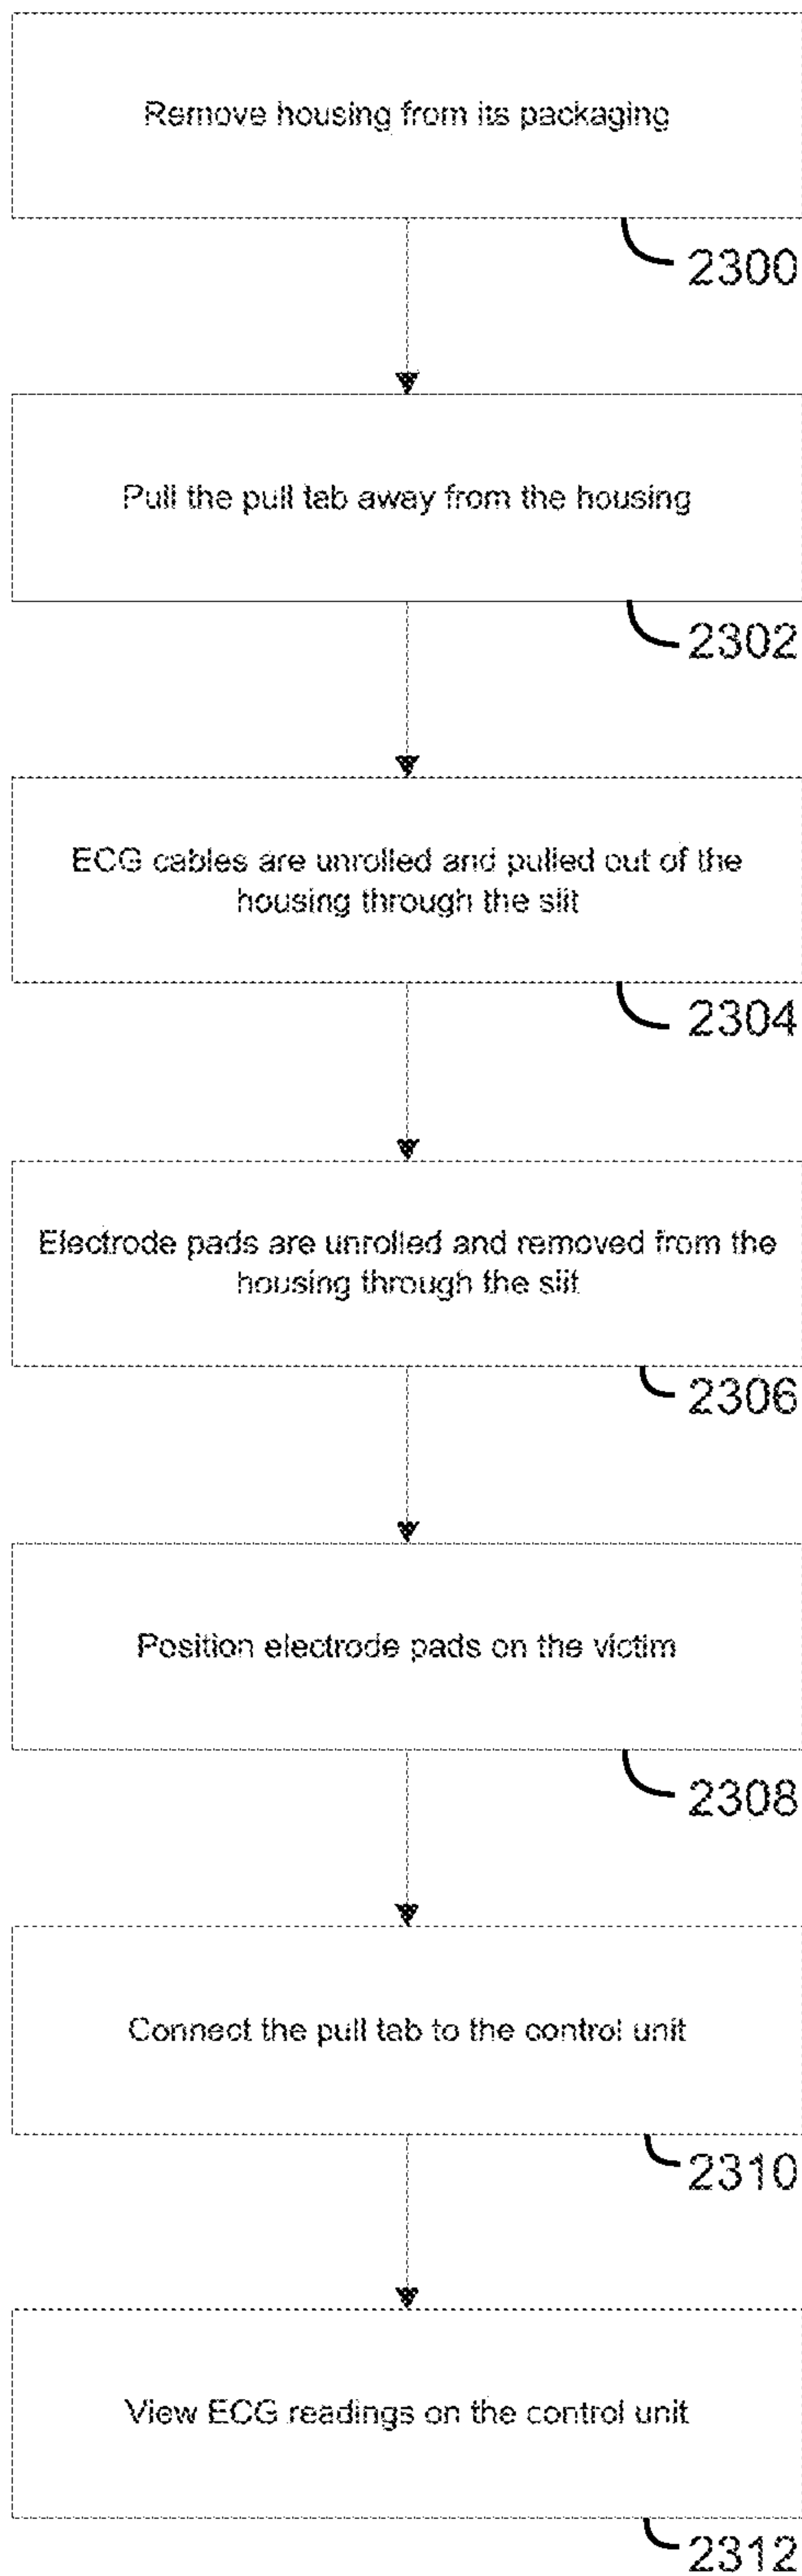 Remove housing from its packaging
2300
Pull the pull tab away from the housing
2302
ECG cables are unrolled and pulled out of the
housing through the slit
2304
Electrode pads are unrolled and removed from the
housing through the slit
2306
Position electrode pads on the victim
2308
Connect the pull tab to the control unit
2310
View ECG readings on the control unit
2312